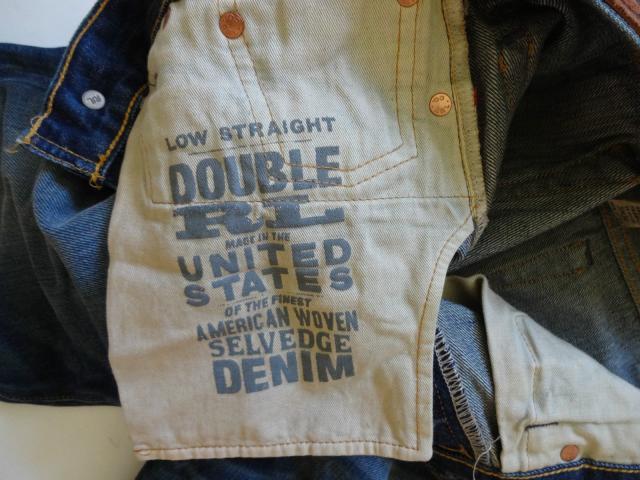 LOW STRAIGHT
DOUBLE
RL
MADE IN THE
UNITED
STATES
OF THE FINEST
AMERICAN WOVEN
SELVEDGE
DENIM